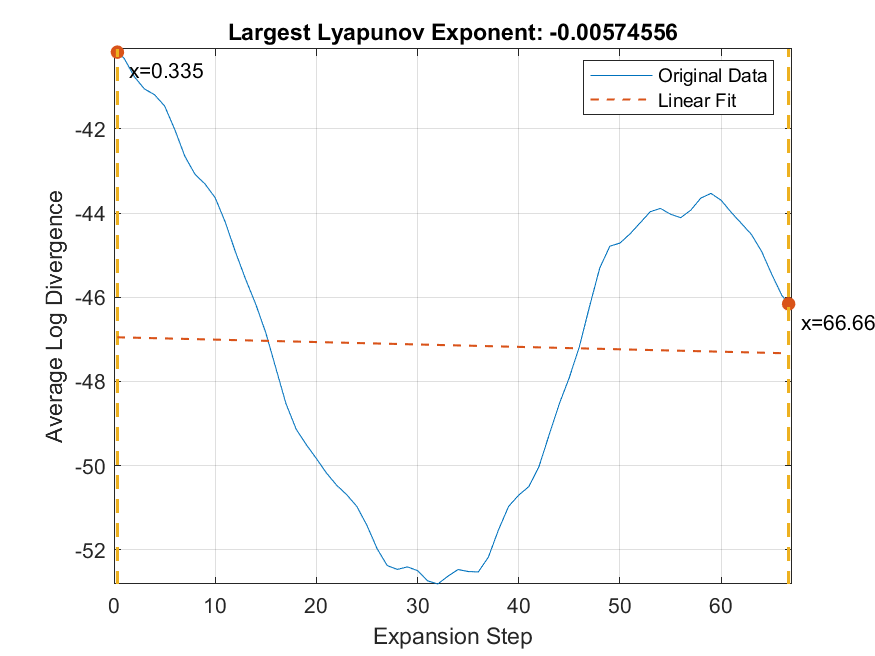 Largest Lyapunov Exponent: -0.00574556
x=0.335
Original Data
Linear Fit
-42
-44
-46
x=66.66
-48
-50
-52
Average Log Divergence
0 10 20 30 40 50 60
Expansion Step